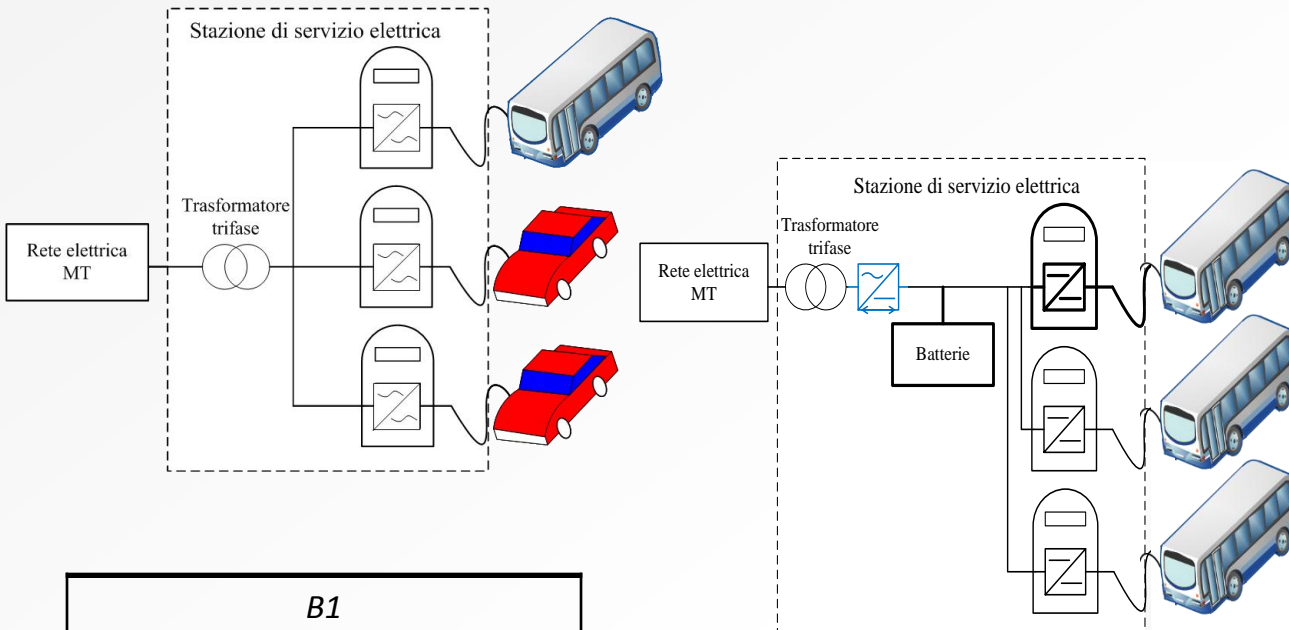 Stazione di servizio elettrica
Trasformatore
trifase
Rete elettrica
MT
Stazione di servizio elettrica
Trasformatore
trifase
Rete elettrica
MT
Batterie
B1